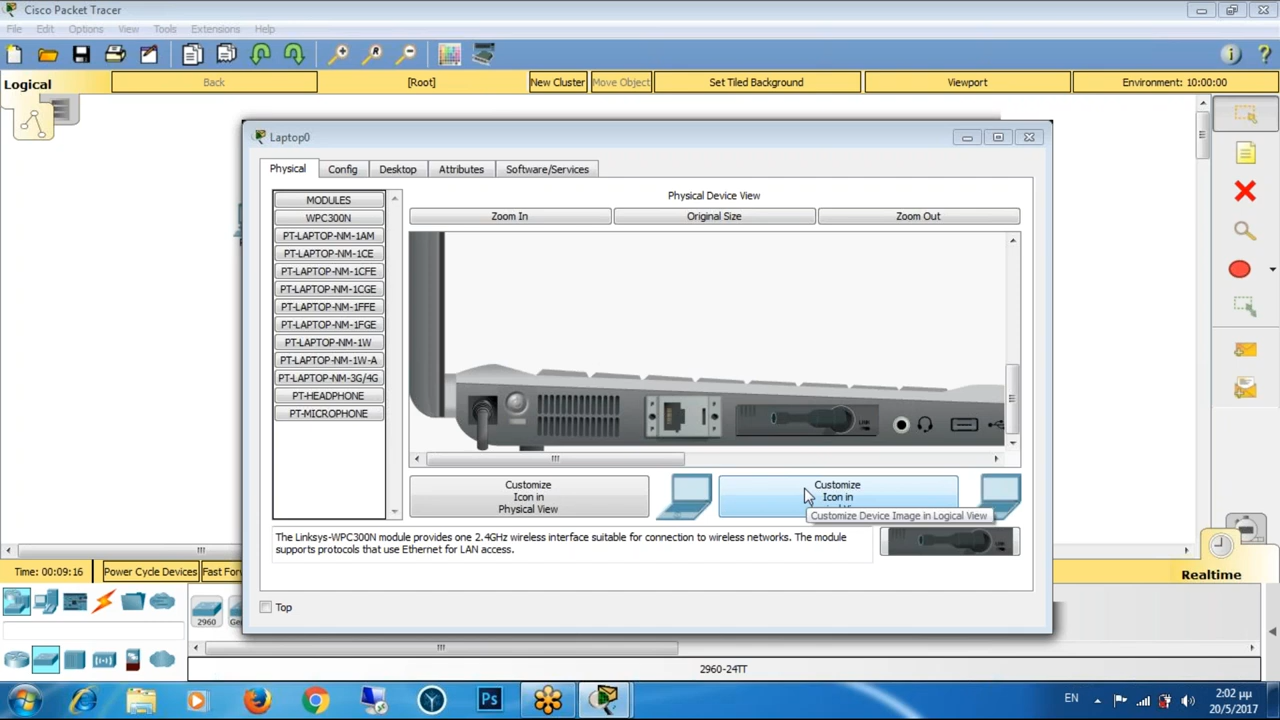 Cisco Packet Tracer
File Edit Options View Tools Extensions Help
Logical
Back
[Root]
New Cluster
Move Object
Set Tiled Background
Viewport
Environment: 10:00:00
Laptop0
Physical Config Desktop Attributes Software/Services
MODULES
WPC300N
PT-LAPTOP-NM-1AM
PT-LAPTOP-NM-1CE
PT-LAPTOP-NM-1CFE
PT-LAPTOP-NM-1CGE
PT-LAPTOP-NM-1FFE
PT-LAPTOP-NM-1FGE
PT-LAPTOP-NM-1W
PT-LAPTOP-NM-1W-A
PT-LAPTOP-NM-3G/4G
PT-HEADPHONE
PT-MICROPHONE
Physical Device View
Zoom In
Original Size
Zoom Out
Customize
Icon in
Physical View
Customize
Icon in
Customize Device Image in Logical View
The Linksys-WPC300N module provides one 2.4GHz wireless interface suitable for connection to wireless networks. The module
supports protocols that use Ethernet for LAN access.
Top
Time: 00:09:16
Power Cycle Devices
Fast For
Realtime
2960
Ge
2960-24TT
EN
2:02 μμ
20/5/2017